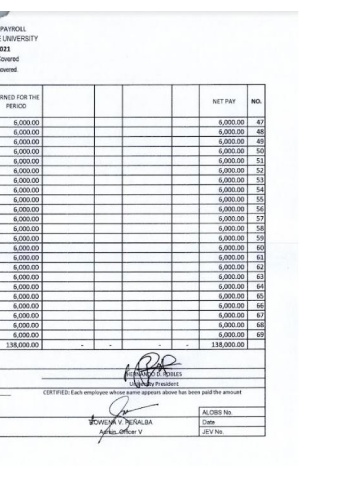 PAYROLL
UNIVERSITY
021
Covered
overed
RNED FOR THE PERIOD NET PAY NO.
6,000.00 6,000.00 47
6,000.00 6,000.00 48
6,000.00 6,000.00 49
6,000.00 6,000.00 50
6,000.00 6,000.00 51
6,000.00 6,000.00 52
6,000.00 6,000.00 53
6,000.00 6,000.00 54
6,000.00 6,000.00 55
6,000.00 6,000.00 56
6,000.00 6,000.00 57
6,000.00 6,000.00 58
6,000.00 6,000.00 59
6,000.00 6,000.00 60
6,000.00 6,000.00 61
6,000.00 6,000.00 62
6,000.00 6,000.00 63
6,000.00 6,000.00 64
6,000.00 6,000.00 65
6,000.00 6,000.00 66
6,000.00 6,000.00 67
6,000.00 6,000.00 68
6,000.00 6,000.00 69
138,000.00 - - - - 138,000.00
HERNANDO D. ROBLES
University President
CERTIFIED: Each employee whose name appears above has been paid the amount
ALOBS No.
ROWENA V. PEÑALBA Date
Admin. Officer V JEV No.